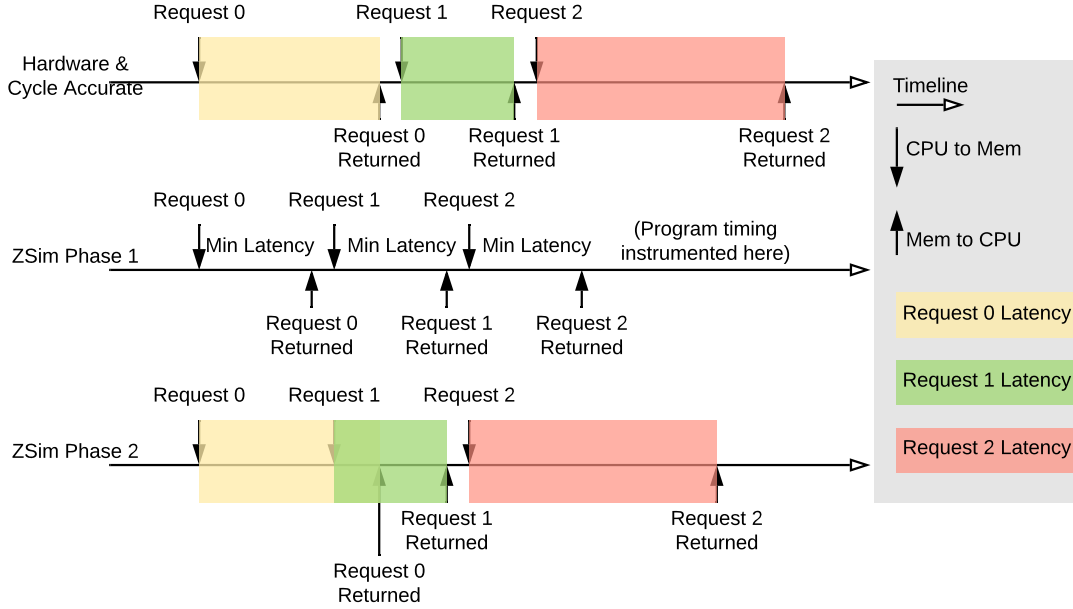 Request 0
Request 1
Request 2
Hardware &
Cycle Accurate
Request 0
Returned
Request 1
Returned
Request 2
Returned
Request 0
Request 1
Request 2
ZSim Phase 1
Min Latency
Min Latency
Min Latency
(Program timing
instrumented here)
Request 0
Returned
Request 1
Returned
Request 2
Returned
Request 0
Request 1
Request 2
ZSim Phase 2
Request 1
Returned
Request 2
Returned
Request 0
Returned
Timeline
CPU to Mem
Mem to CPU
Request 0 Latency
Request 1 Latency
Request 2 Latency